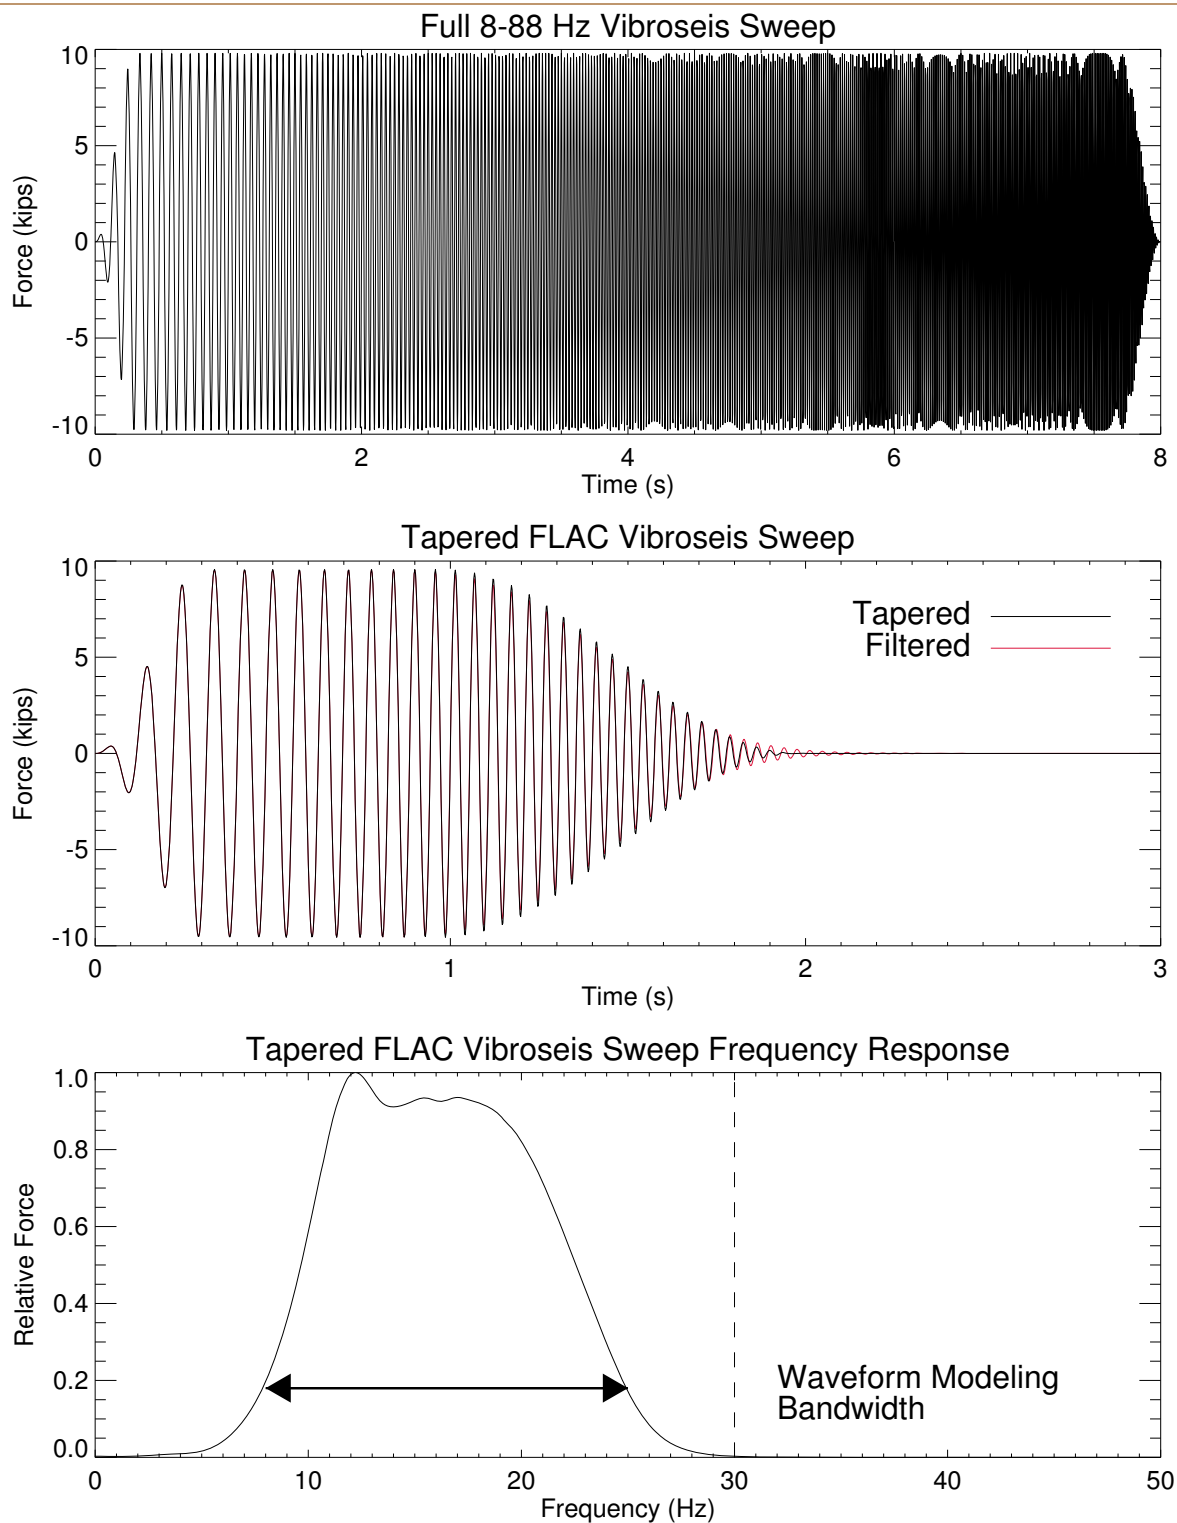 Full 8-88 Hz Vibroseis Sweep
10
5
0
-5
-10
Force (kips)
0 2 4 6 8
Time (s)
Tapered FLAC Vibroseis Sweep
10
5
0
-5
-10
Force (kips)
Tapered
Filtered
0 1 2 3
Time (s)
Tapered FLAC Vibroseis Sweep Frequency Response
1.0
0.8
0.6
0.4
0.2
0.0
Relative Force
Waveform Modeling
Bandwidth
0 10 20 30 40 50
Frequency (Hz)